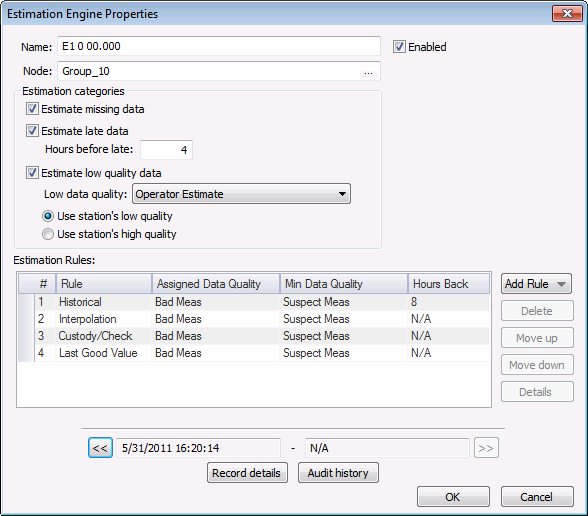 Estimation Engine Properties
Name: E1 0 00.000 Enabled
Node: Group_10 ...
Estimation categories
Estimate missing data
Estimate late data
Hours before late: 4
Estimate low quality data
Low data quality: Operator Estimate
Use station's low quality
Use station's high quality
Estimation Rules:
# Rule Assigned Data Quality Min Data Quality Hours Back
1 Historical Bad Meas Suspect Meas 8
2 Interpolation Bad Meas Suspect Meas N/A
3 Custody/Check Bad Meas Suspect Meas N/A
4 Last Good Value Bad Meas Suspect Meas N/A
Add Rule
Delete
Move up
Move down
Details
<< 5/31/2011 16:20:14 - N/A >>
Record details Audit history
OK Cancel